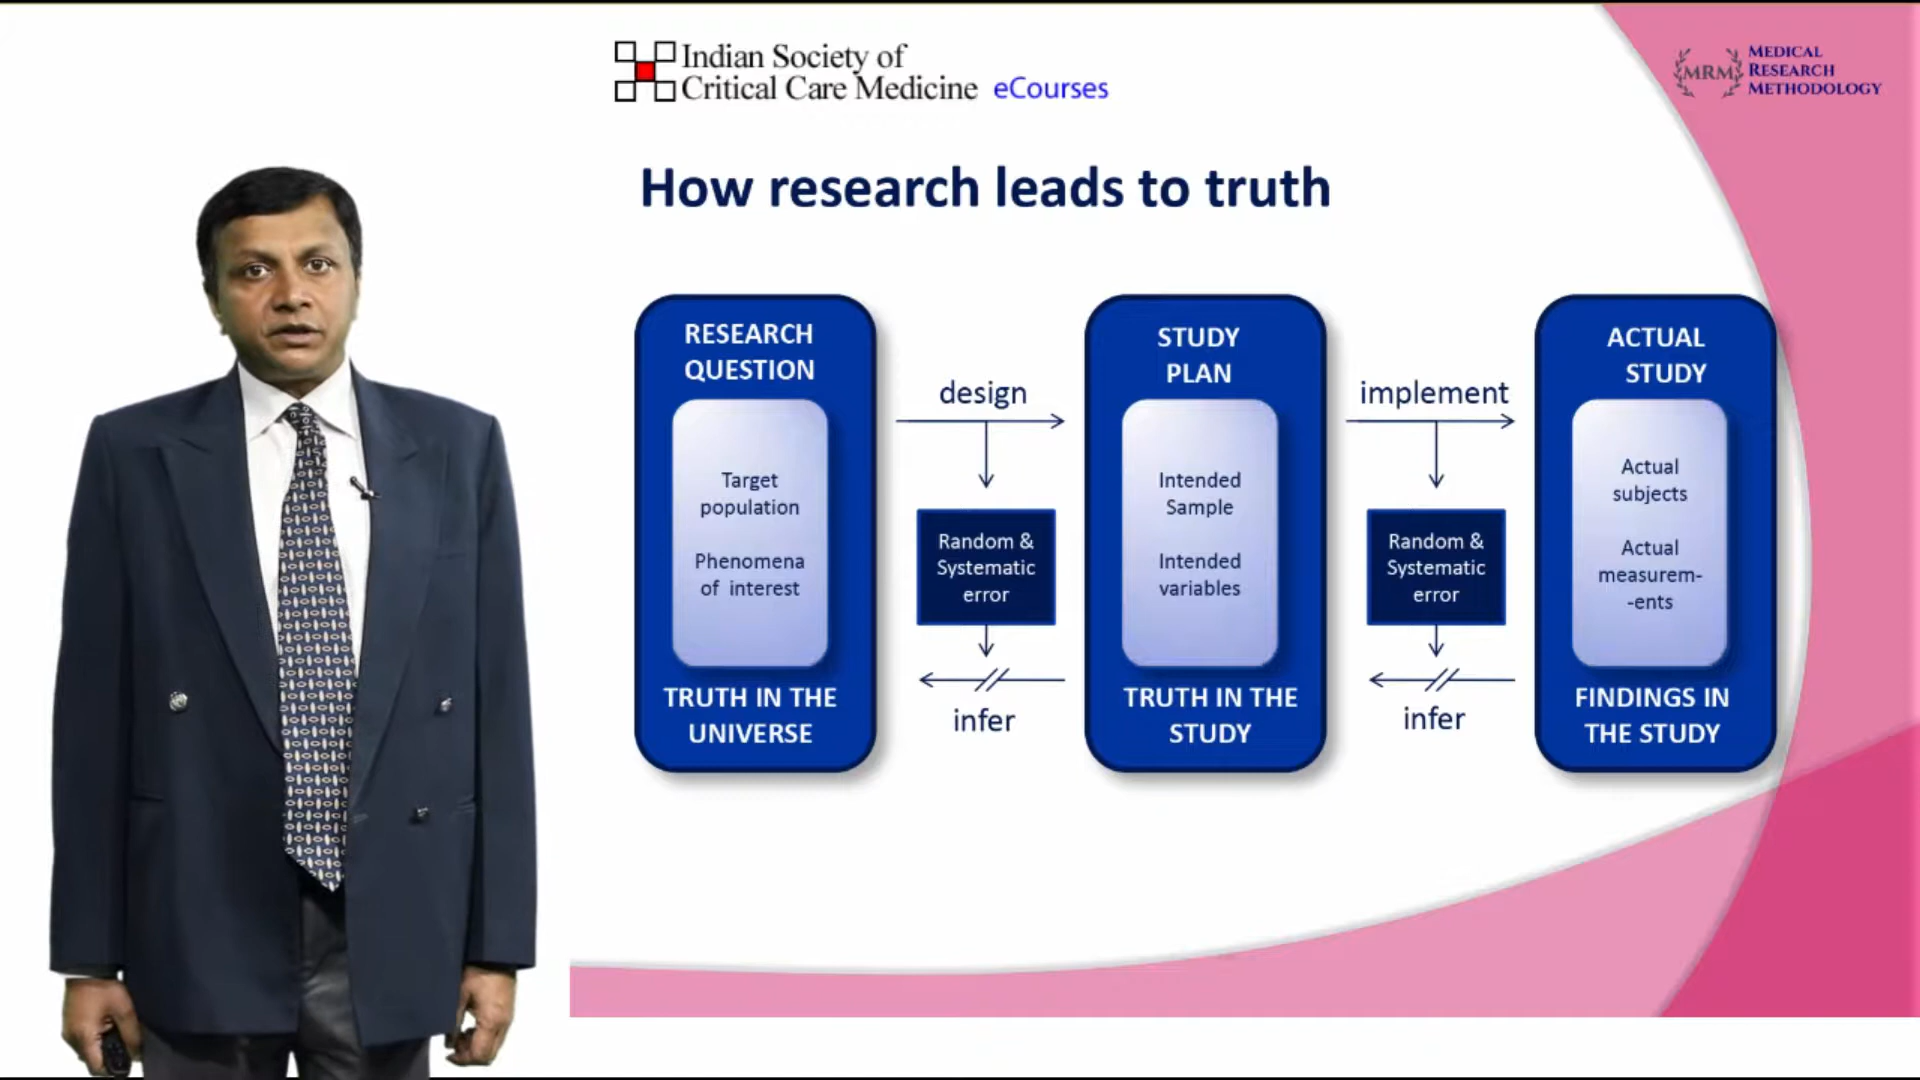 Indian Society of
Critical Care Medicine eCourses
MRM
MEDICAL
RESEARCH
METHODOLOGY
How research leads to truth
RESEARCH
QUESTION
Target
population
Phenomena
of interest
TRUTH IN THE
UNIVERSE
design
Random &
Systematic
error
infer
STUDY
PLAN
Intended
Sample
Intended
variables
TRUTH IN THE
STUDY
implement
Random &
Systematic
error
infer
ACTUAL
STUDY
Actual
subjects
Actual
measurem-
-ents
FINDINGS IN
THE STUDY